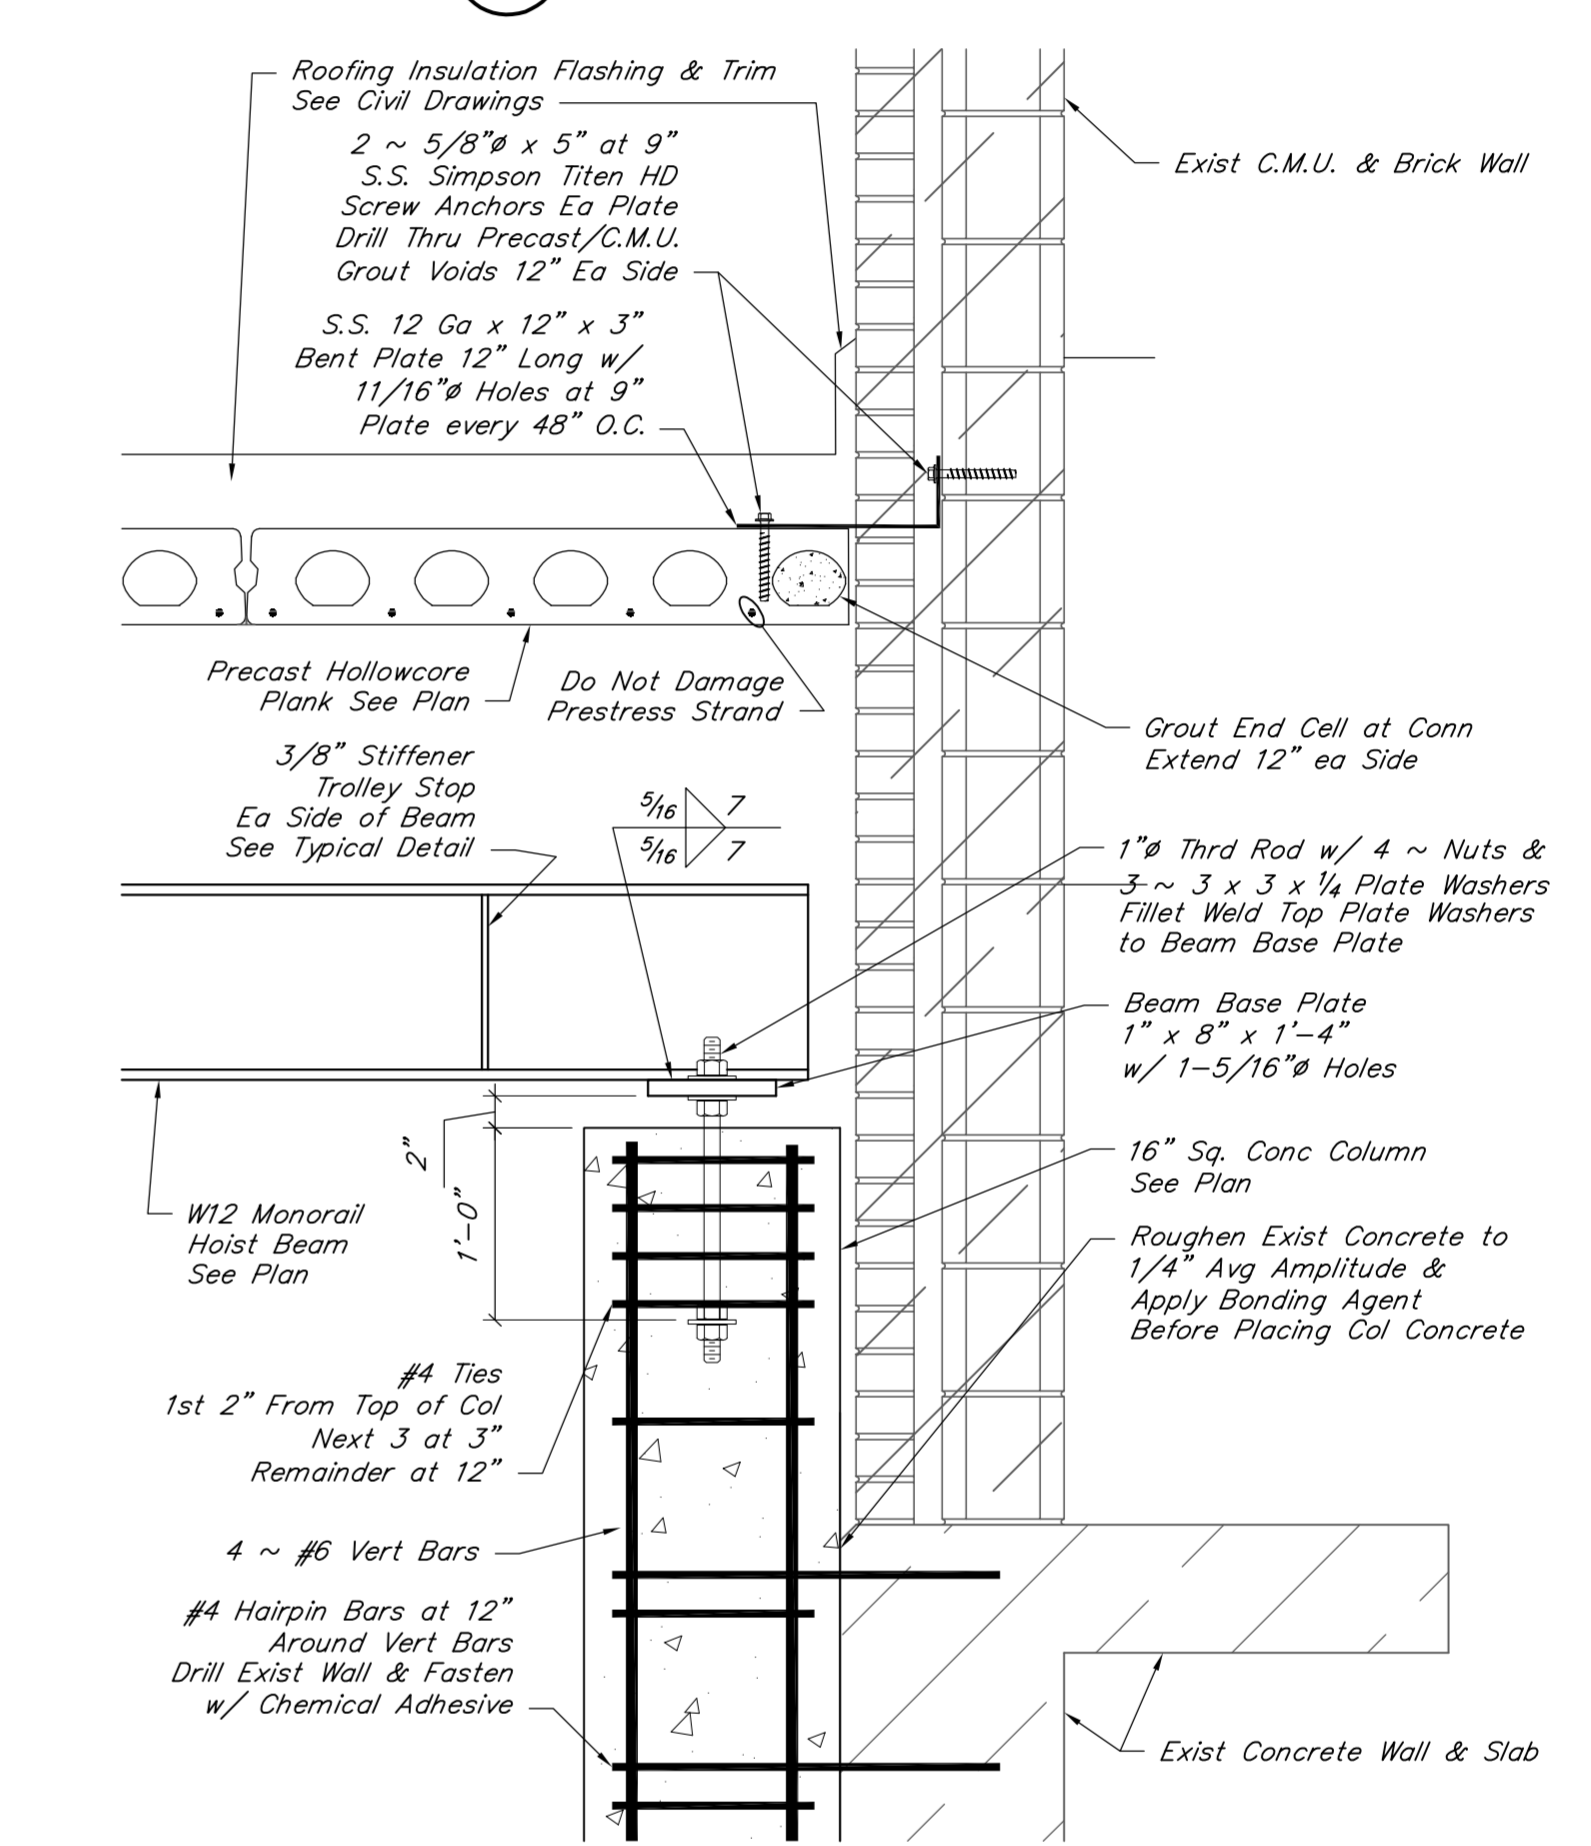 Roofing Insulation Flashing & Trim
See Civil Drawings
2 ~ 5/8"ø x 5" at 9"
S.S. Simpson Titen HD
Screw Anchors Ea Plate
Drill Thru Precast/C.M.U.
Grout Voids 12" Ea Side
S.S. 12 Ga x 12" x 3"
Bent Plate 12" Long w/
11/16"ø Holes at 9"
Plate every 48" O.C.
Exist C.M.U. & Brick Wall
Precast Hollowcore
Plank See Plan
Do Not Damage
Prestress Strand
Grout End Cell at Conn
Extend 12" ea Side
3/8" Stiffener
Trolley Stop
Ea Side of Beam
See Typical Detail
5/16 7
5/16 7
1"ø Thrd Rod w/ 4 ~ Nuts &
3 ~ 3 x 3 x 1/4 Plate Washers
Fillet Weld Top Plate Washers
to Beam Base Plate
Beam Base Plate
1" x 8" x 1'-4"
w/ 1-5/16"ø Holes
2"
1'-0"
W12 Monorail
Hoist Beam
See Plan
16" Sq. Conc Column
See Plan
Roughen Exist Concrete to
1/4" Avg Amplitude &
Apply Bonding Agent
Before Placing Col Concrete
#4 Ties
1st 2" From Top of Col
Next 3 at 3"
Remainder at 12"
4 ~ #6 Vert Bars
#4 Hairpin Bars at 12"
Around Vert Bars
Drill Exist Wall & Fasten
w/ Chemical Adhesive
Exist Concrete Wall & Slab